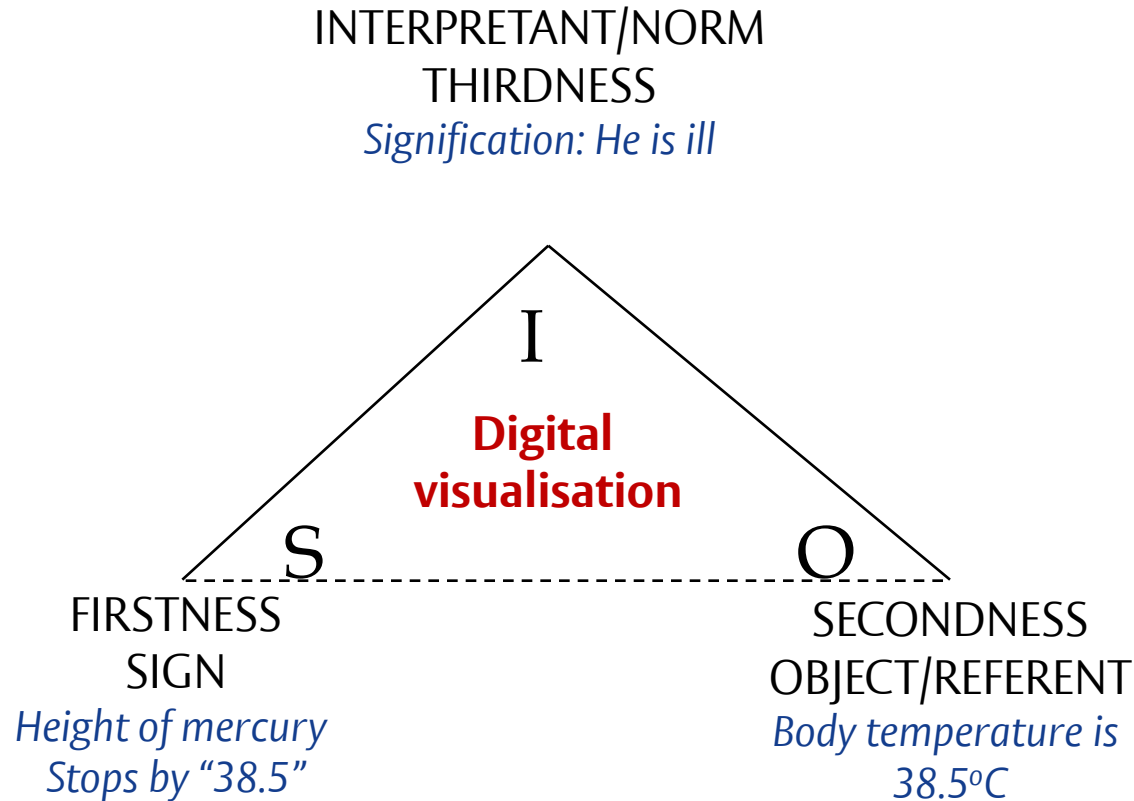 INTERPRETANT/NORM
THIRDNESS
Signification: He is ill
I
Digital
visualisation
S
O
FIRSTNESS
SIGN
Height of mercury
Stops by “38.5”
SECONDNESS
OBJECT/REFERENT
Body temperature is
38.5ºC